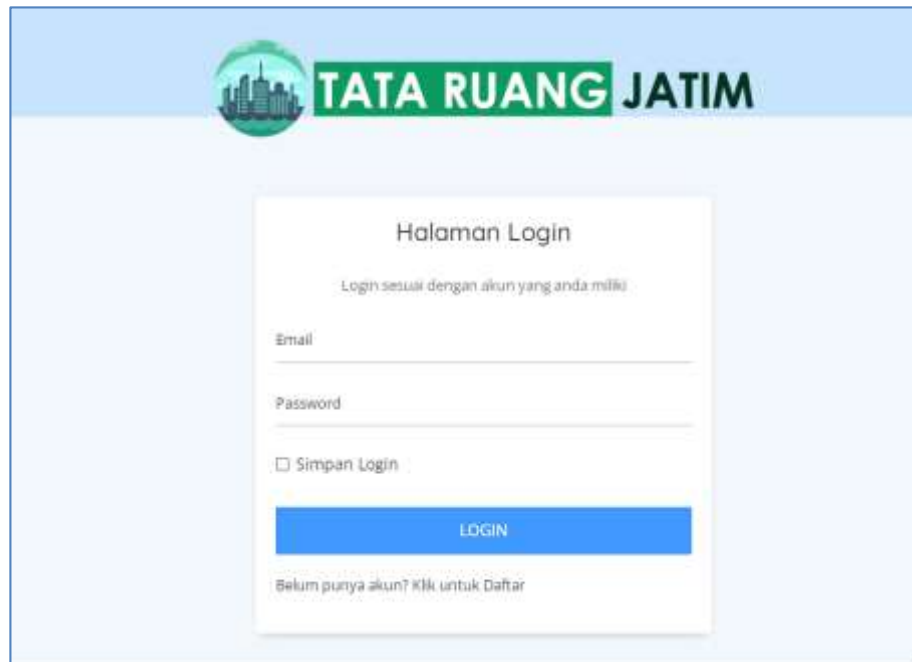 TATA RUANG JATIM
Halaman Login
Login sesuai dengan akun yang anda miliki
Email
Password
Simpan Login
LOGIN
Belum punya akun? Klik untuk Daftar